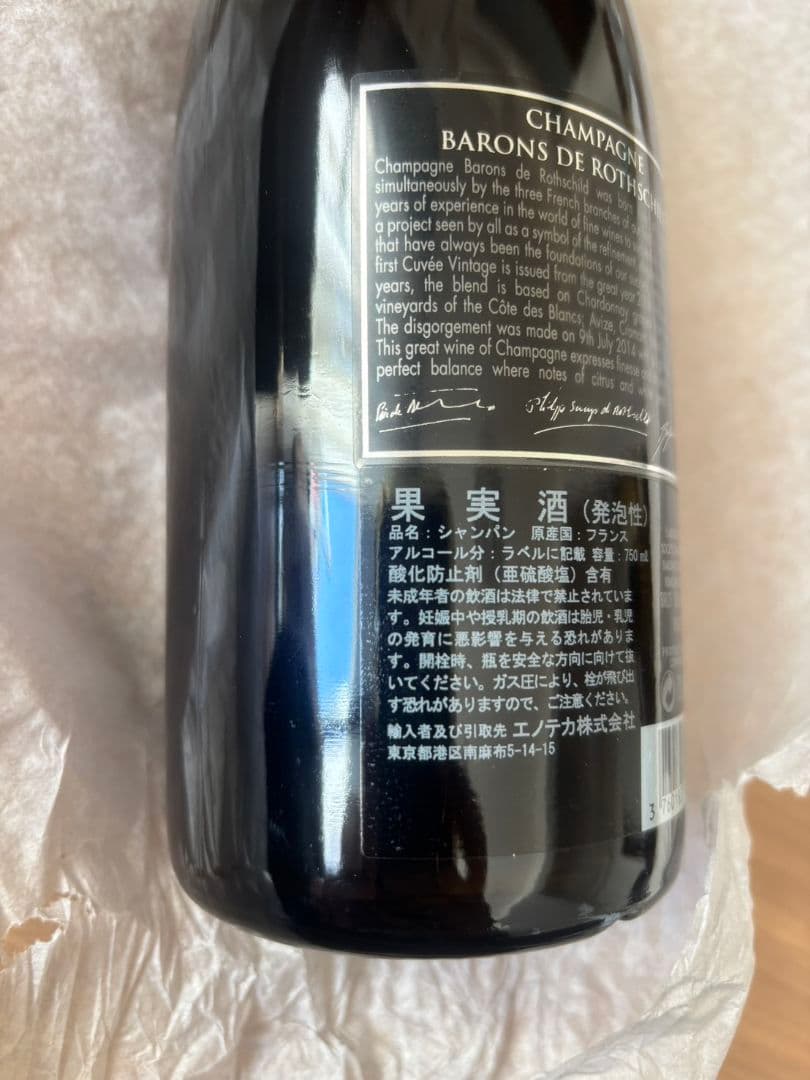 CHAMPAGNE
BARONS DE ROTHSCHI
Champagne Barons de Rothschild was born
simultaneously by the three French branches of
years of experience in the world of fine wines to
a project seen by all as a symbol of the refinement
that have always been the foundations of our
first Cuvée Vintage is issued from the great year
years, the blend is based on Chardonnay
vineyards of the Côte des Blancs; Avize,
The disgorgement was made on 9th July 2014
This great wine of Champagne expresses finesse
perfect balance where notes of citrus and
果実酒(発泡性)
品名:シャンパン 原産国:フランス
アルコール分:ラベルに記載 容量:750mℓ
酸化防止剤(亜硫酸塩)含有
未成年者の飲酒は法律で禁止されていま
す。妊娠中や授乳期の飲酒は胎児・乳児
の発育に悪影響を与える恐れがありま
す。開栓時、瓶を安全な方向に向けて抜
いてください。ガス圧により、栓が飛び出
す恐れがありますので、ご注意ください。
輸入者及び引取先 エノテカ株式会社
東京都港区南麻布5-14-15
3